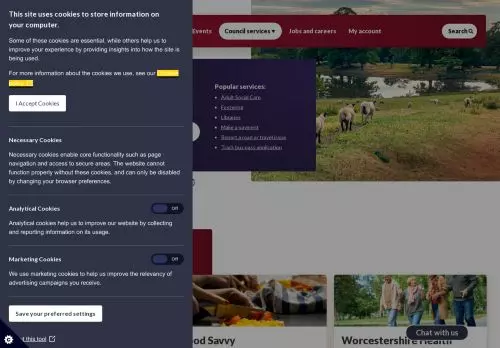 This site uses cookies to store information on
your computer.
Some of these cookies are essential, while others help us to
improve your experience by providing insights into how the site is
being used.
For more information about the cookies we use, see our
I Accept Cookies
Necessary Cookies
Necessary cookies enable core functionality such as page
navigation and access to secure areas. The website cannot
function properly without these cookies, and can only be disabled
by changing your browser preferences.
Analytical Cookies
Off
Analytical cookies help us to improve our website by collecting
and reporting information on its usage.
Marketing Cookies
Off
We use marketing cookies to help us improve the relevancy of
advertising campaigns you receive.
Save your preferred settings
t this tool
Events
Council services ▾
Jobs and careers
My account
Search
Popular services:
Adult Social Care
Fostering
Libraries
Make a payment
Report a road or travel issue
Track bus pass application
od Savvy
Worcestershire Health
Chat with us